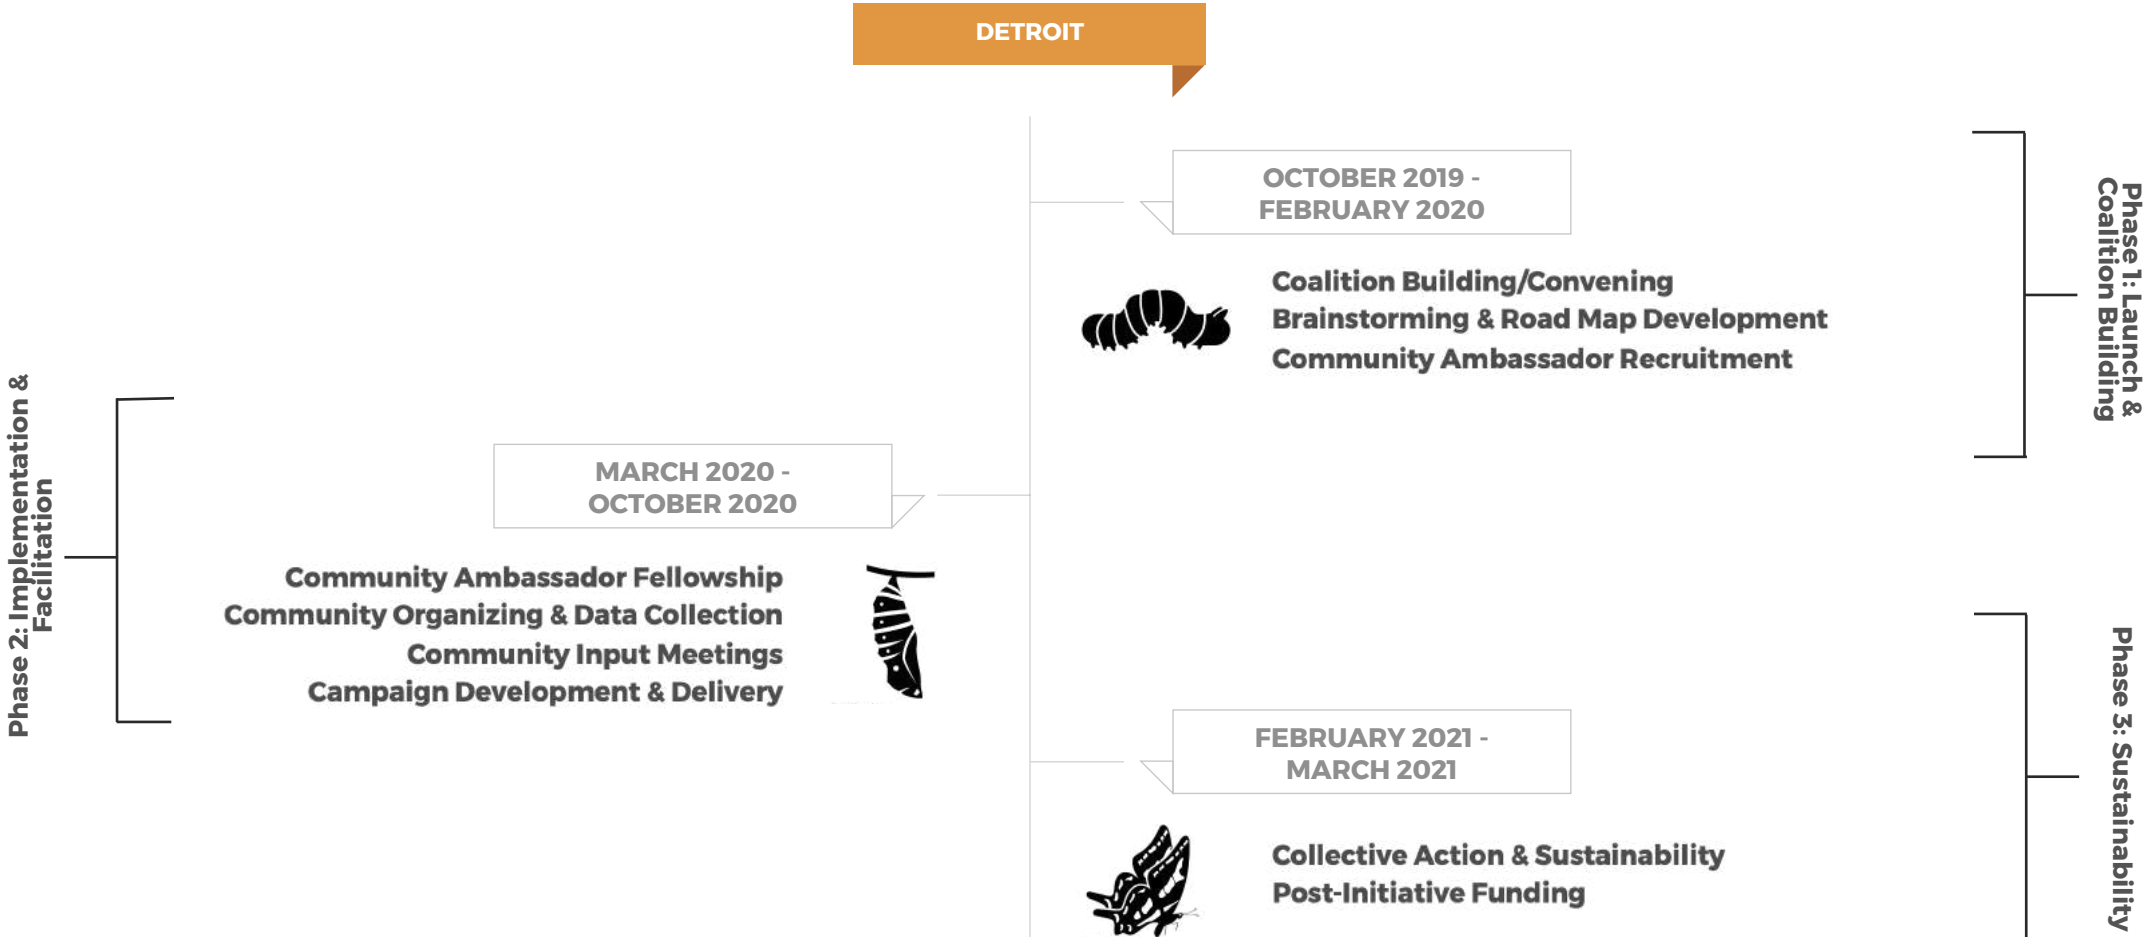 DETROIT
OCTOBER 2019 -
FEBRUARY 2020
Coalition Building/Convening
Brainstorming & Road Map Development
Community Ambassador Recruitment
Phase 1: Launch &
Coalition Building
MARCH 2020 -
OCTOBER 2020
Community Ambassador Fellowship
Community Organizing & Data Collection
Community Input Meetings
Campaign Development & Delivery
Phase 2: Implementation &
Facilitation
FEBRUARY 2021 -
MARCH 2021
Collective Action & Sustainability
Post-Initiative Funding
Phase 3: Sustainability